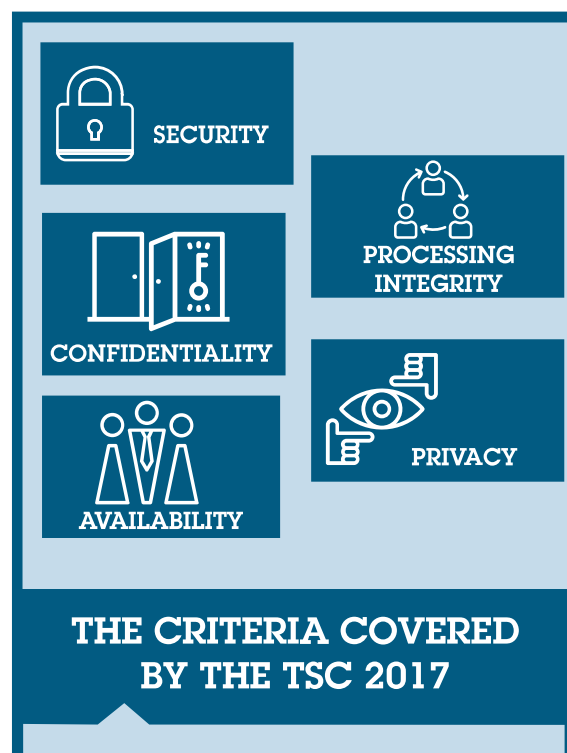 SECURITY
CONFIDENTIALITY
AVAILABILITY
PROCESSING
INTEGRITY
PRIVACY
THE CRITERIA COVERED
BY THE TSC 2017